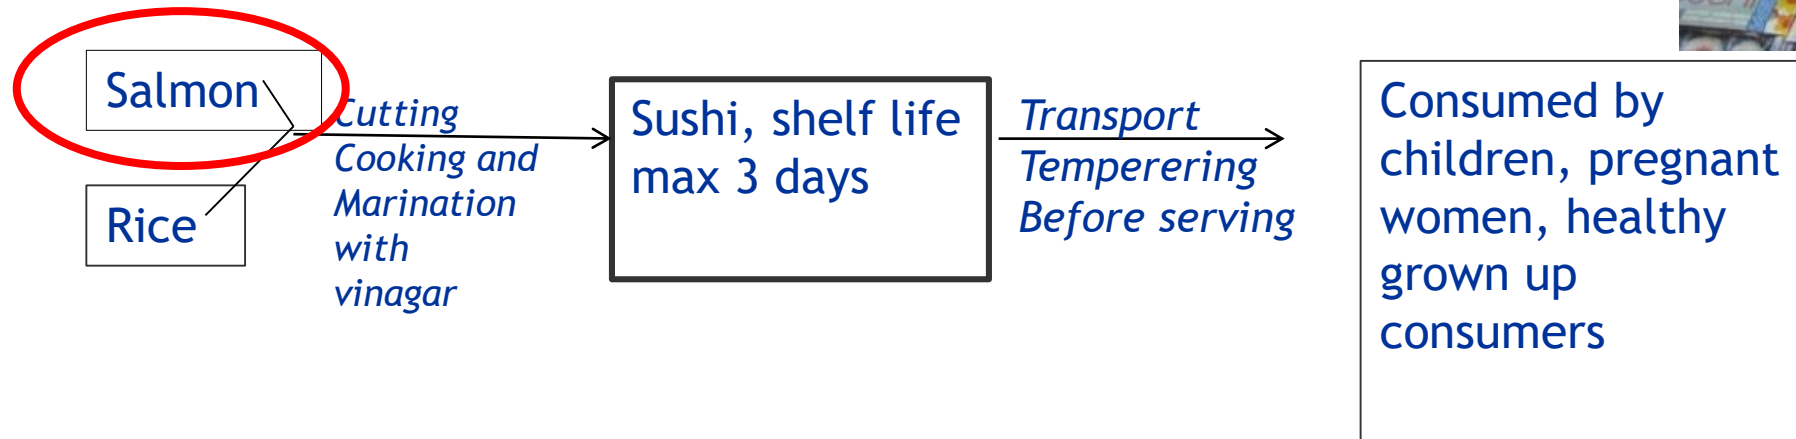 Salmon
Rice
Cutting
Cooking and
Marination
with
vinagar
Sushi, shelf life
max 3 days
Transport
Temperering
Before serving
Consumed by
children, pregnant
women, healthy
grown up
consumers